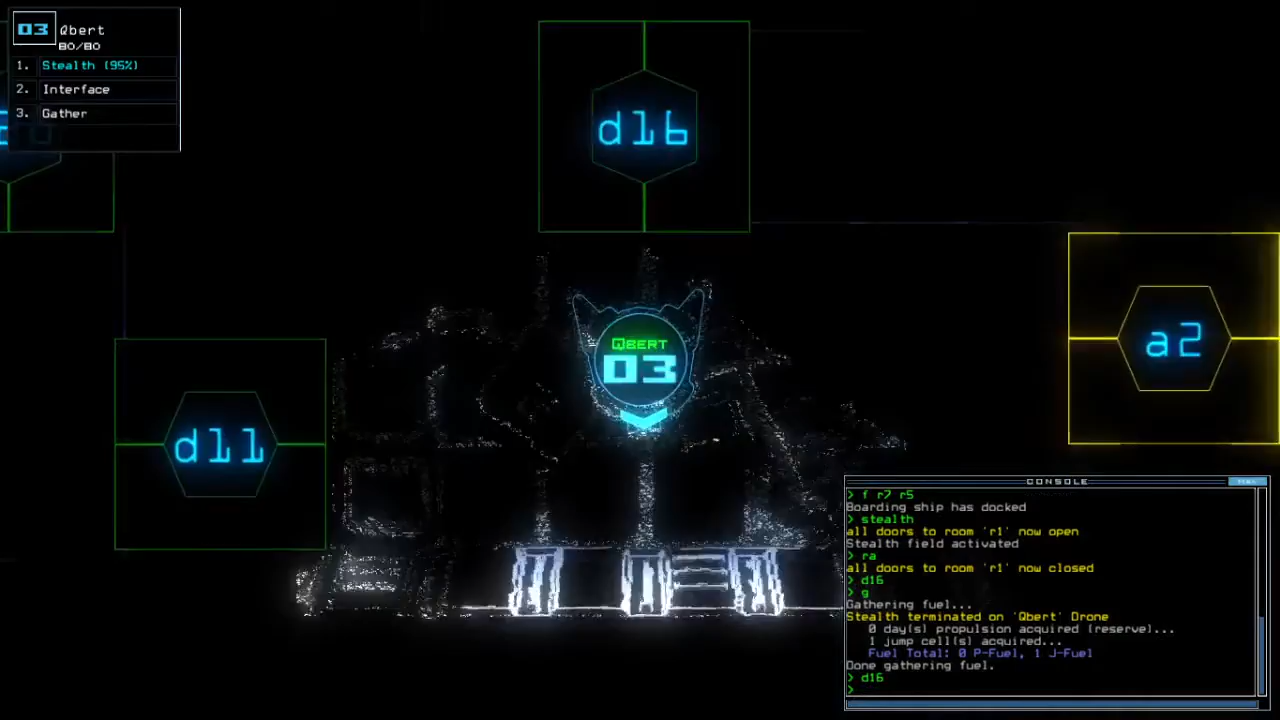 03 Qbert
80/80
1. Stealth (95%)
2. Interface
3. Gather
d16
a2
QBERT
03
d11
CONSOLE
> f r7 r5
Boarding ship has docked
> stealth
all doors to room 'r1' now open
Stealth field activated
> ra
all doors to room 'r1' now closed
> d16
> g
Gathering fuel...
Stealth terminated on 'Qbert' Drone
0 day(s) propulsion acquired (reserve)...
1 jump cell(s) acquired...
Fuel Total: 0 P-Fuel, 1 J-Fuel
Done gathering fuel.
> d16
>